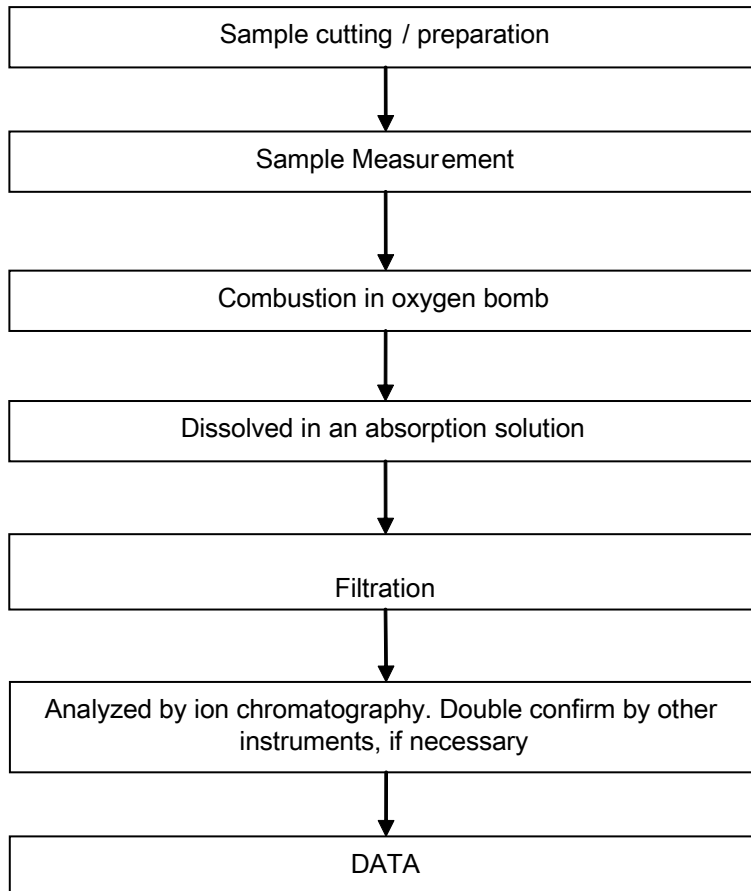 Sample cutting / preparation
Sample Measurement
Combustion in oxygen bomb
Dissolved in an absorption solution
Filtration
Analyzed by ion chromatography. Double confirm by other
instruments, if necessary
DATA